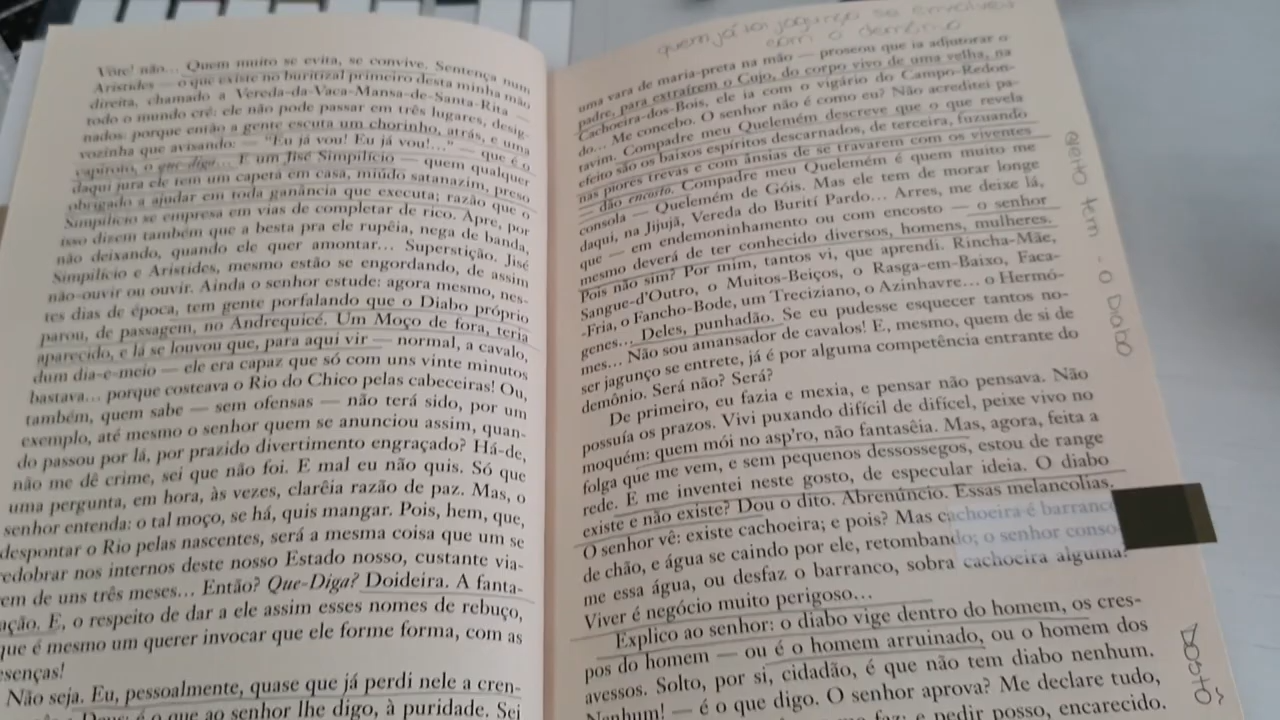 Vôte! não... Quem muito se evita, se convive. Sentença num
Aristides — o que existe no buritizal primeiro desta minha mão
direita, chamado a Vereda-da-Vaca-Mansa-de-Santa-Rita —
todo o mundo crê: ele não pode passar em três lugares, desig-
nados: porque então a gente escuta um chorinho, atrás, e uma
vozinha que avisando: — "Eu já vou! Eu já vou!..." — que é o
capiroto, o que-diga... E um Jisé Simpilício — quem qualquer
daqui jura ele tem um capeta em casa, miúdo satanazim, preso
obrigado a ajudar em toda ganância que executa; razão que o
Simpilício se empresa em vias de completar de rico. Apre, por
isso dizem também que a besta pra ele rupêia, nega de banda,
não deixando, quando ele quer amontar... Superstição. Jisé
Simpilício e Aristides, mesmo estão se engordando, de assim
não-ouvir ou ouvir. Ainda o senhor estude: agora mesmo, nes-
tes dias de época, tem gente porfalando que o Diabo próprio
parou, de passagem, no Andrequicé. Um Moço de fora, teria
aparecido, e lá se louvou que, para aqui vir — normal, a cavalo,
dum dia-e-meio — ele era capaz que só com uns vinte minutos
bastava... porque costeava o Rio do Chico pelas cabeceiras! Ou,
também, quem sabe — sem ofensas — não terá sido, por um
exemplo, até mesmo o senhor quem se anunciou assim, quan-
do passou por lá, por prazido divertimento engraçado? Há-de,
não me dê crime, sei que não foi. E mal eu não quis. Só que
uma pergunta, em hora, às vezes, clarêia razão de paz. Mas, o
senhor entenda: o tal moço, se há, quis mangar. Pois, hem, que,
despontar o Rio pelas nascentes, será a mesma coisa que um se
redobrar nos internos deste nosso Estado nosso, custante via-
em de uns três meses... Então? Que-Diga? Doideira. A fanta-
ação. E, o respeito de dar a ele assim esses nomes de rebuço,
que é mesmo um querer invocar que ele forme forma, com as
esenças!
Não seja. Eu, pessoalmente, quase que já perdi nele a cren-
Deus; é o que ao senhor lhe digo, à puridade. Sei
quem já foi jagunço se envolveu
com o demônio
uma vara de maria-preta na mão — proseou que ia adjutorar o
padre, para extraírem o Cujo, do corpo vivo de uma velha, na
Cachoeira-dos-Bois, ele ia com o vigário do Campo-Redon-
do... Me concebo. O senhor não é como eu? Não acreditei pa-
tavim. Compadre meu Quelemém descreve que o que revela
efeito são os baixos espíritos descarnados, de terceira, fuzuando
nas piores trevas e com ânsias de se travarem com os viventes
— dão encosto. Compadre meu Quelemém é quem muito me
consola — Quelemém de Góis. Mas ele tem de morar longe
daqui, na Jijujã, Vereda do Buriti Pardo... Arres, me deixe lá,
que — em endemoninhamento ou com encosto — o senhor
mesmo deverá de ter conhecido diversos, homens, mulheres.
Pois não sim? Por mim, tantos vi, que aprendi. Rincha-Mãe,
Sangue-d'Outro, o Muitos-Beiços, o Rasga-em-Baixo, Faca-
-Fria, o Fancho-Bode, um Treciziano, o Azinhavre... o Hermó-
genes... Deles, punhadão. Se eu pudesse esquecer tantos no-
mes... Não sou amansador de cavalos! E, mesmo, quem de si de
ser jagunço se entrete, já é por alguma competência entrante do
demônio. Será não? Será?
De primeiro, eu fazia e mexia, e pensar não pensava. Não
possuía os prazos. Vivi puxando difícil de difícel, peixe vivo no
moquém: quem mói no asp'ro, não fantasêia. Mas, agora, feita a
folga que me vem, e sem pequenos dessossegos, estou de range
rede. E me inventei neste gosto, de especular ideia. O diabo
existe e não existe? Dou o dito. Abrenúncio. Essas melancolias.
O senhor vê: existe cachoeira; e pois? Mas cachoeira é barranco
de chão, e água se caindo por ele, retombando; o senhor conso-
me essa água, ou desfaz o barranco, sobra cachoeira alguma?
Viver é negócio muito perigoso...
Explico ao senhor: o diabo vige dentro do homem, os cres-
pos do homem — ou é o homem arruinado, ou o homem dos
avessos. Solto, por si, cidadão, é que não tem diabo nenhum.
Nenhum! — é o que digo. O senhor aprova? Me declare tudo,
faz: e pedir posso, encarecido.
tem - o Diabo